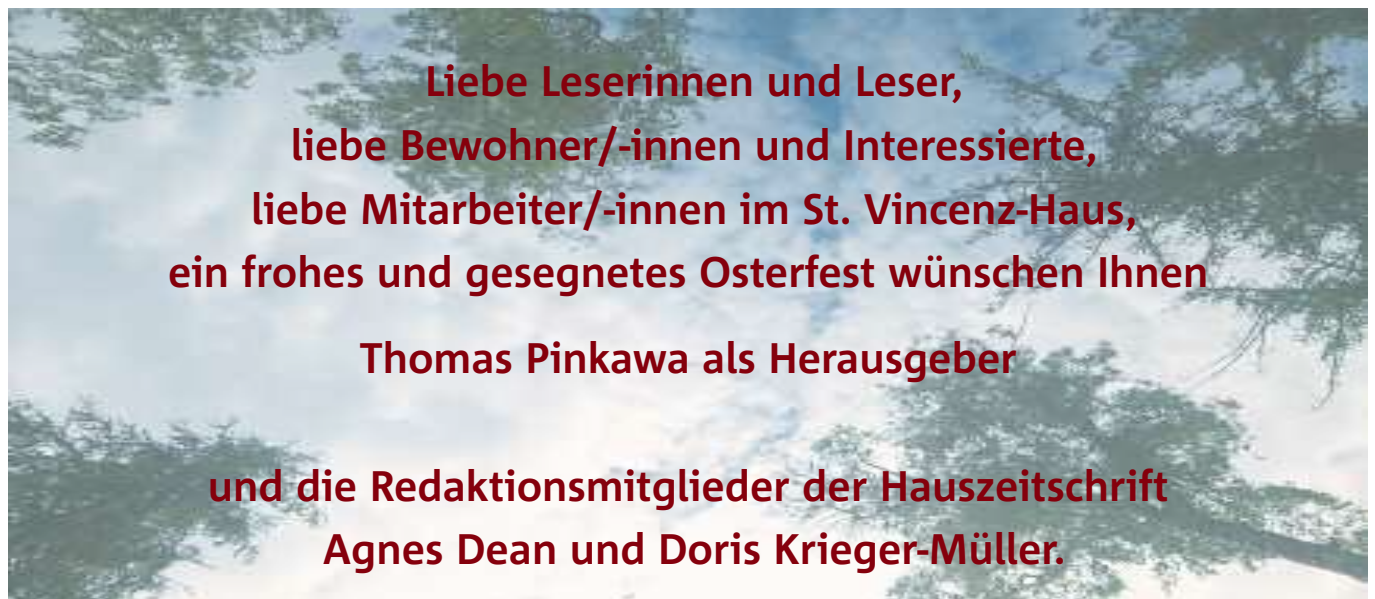 Liebe Leserinnen und Leser,
liebe Bewohner/-innen und Interessierte,
liebe Mitarbeiter/-innen im St. Vincenz-Haus,
ein frohes und gesegnetes Osterfest wünschen Ihnen
Thomas Pinkawa als Herausgeber
und die Redaktionsmitglieder der Hauszeitschrift
Agnes Dean und Doris Krieger-Müller.